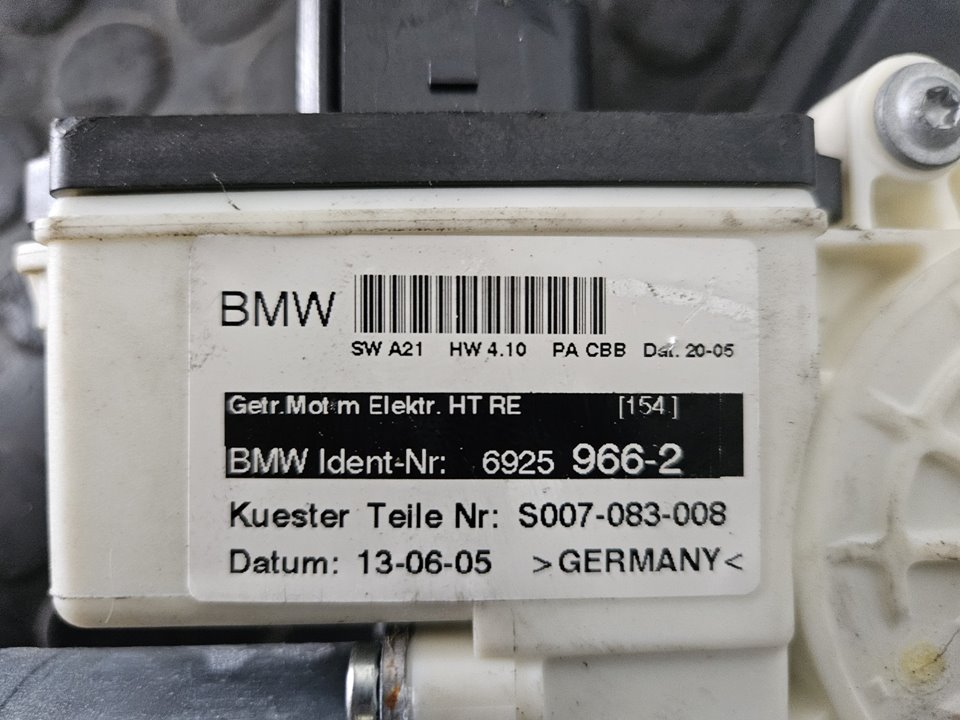 BMW
SW A21 HW 4.10 PA CBB Dat. 20-05
Getr.Mot m Elektr. HT RE [154]
BMW Ident-Nr: 6925 966-2
Kuester Teile Nr: S007-083-008
Datum: 13-06-05 >GERMANY<